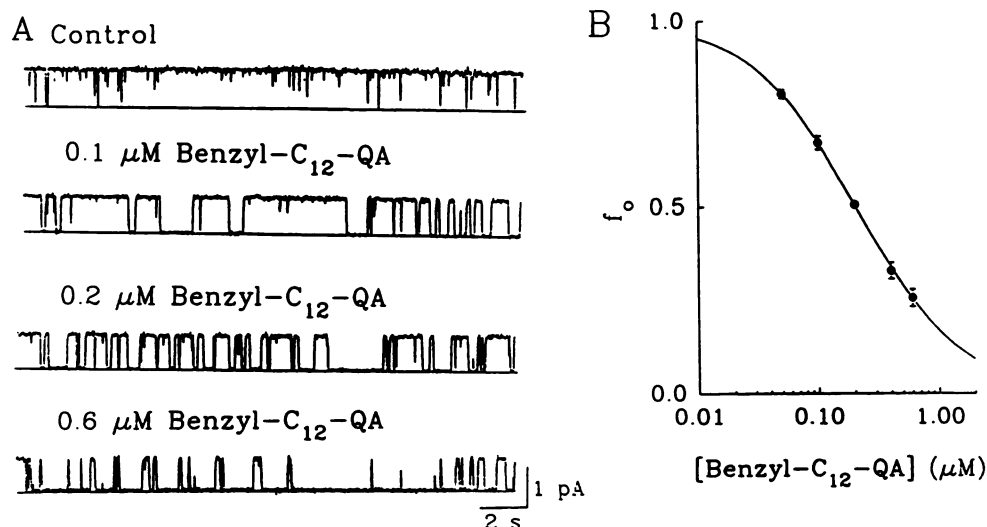 A Control
0.1 μM Benzyl-C₁₂-QA
0.2 μM Benzyl-C₁₂-QA
0.6 μM Benzyl-C₁₂-QA
1 pA
2 s
B
1.0
0.5
0.0
fₒ
0.01 0.10 1.00
[Benzyl-C₁₂-QA] (μM)